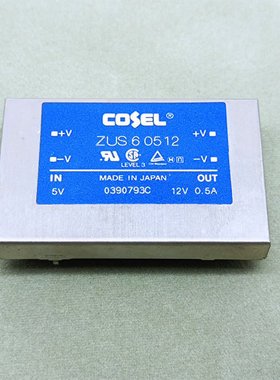 COSEL ®
+V +V
ZUS 6 0512
-V -V
LEVEL 3
IN MADE IN JAPAN OUT
5V 0390793C 12V 0.5A